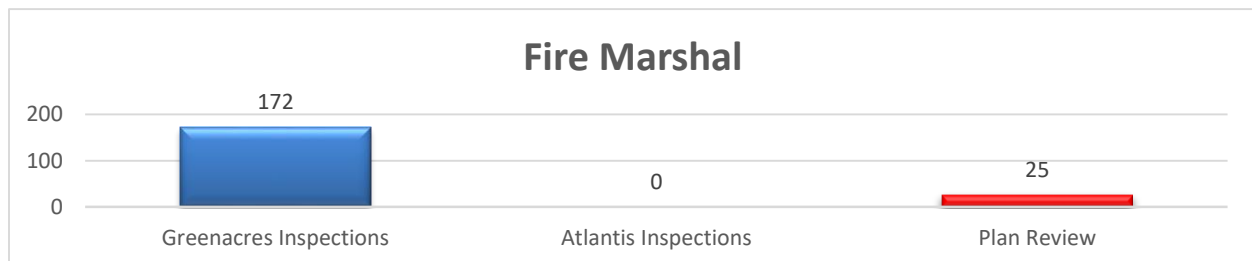 Fire Marshal
172
200
100
0
0
25
Greenacres Inspections
Atlantis Inspections
Plan Review